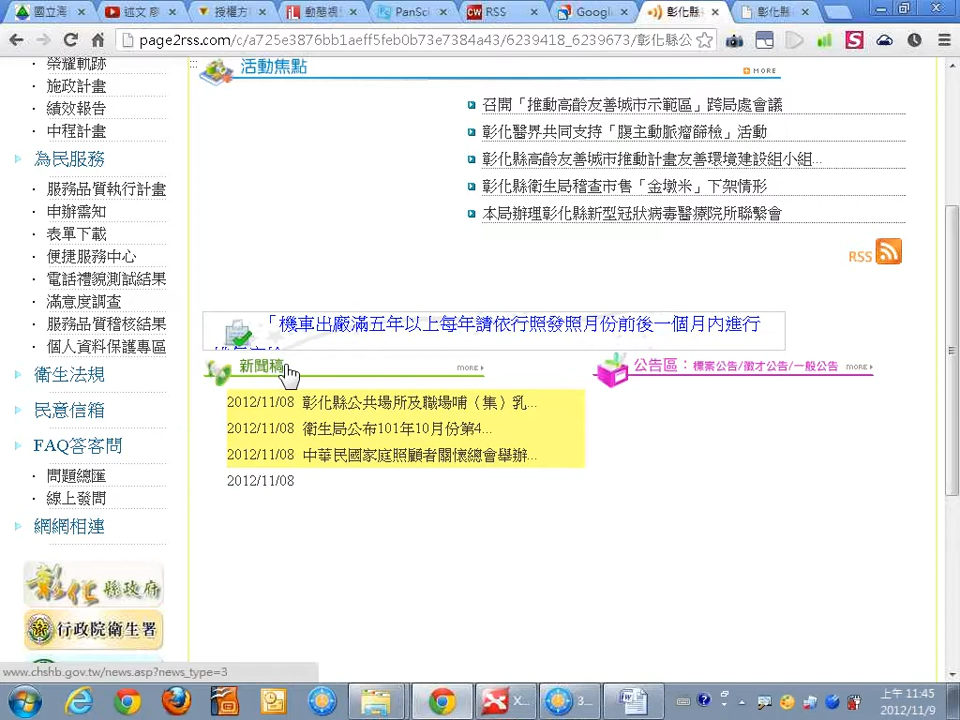 國立灣
述文 廖
授權方
動態視
PanSci
RSS
Googl
彰化縣
彰化縣
page2rss.com/c/a725e3876bb1aeff5feb0b73e7384a43/6239418_6239673/彰化縣公
榮耀軌跡
施政計畫
績效報告
中程計畫
為民服務
服務品質執行計畫
申辦需知
表單下載
便捷服務中心
電話禮貌測試結果
滿意度調查
服務品質稽核結果
個人資料保護專區
衛生法規
民意信箱
FAQ答客問
問題總匯
線上發問
網網相連
彰化縣政府
行政院衛生署
活動焦點
MORE
召開「推動高齡友善城市示範區」跨局處會議
彰化醫界共同支持「腹主動脈瘤篩檢」活動
彰化縣高齡友善城市推動計畫友善環境建設組小組...
彰化縣衛生局稽查市售「金墩米」下架情形
本局辦理彰化縣新型冠狀病毒醫療院所聯繫會
RSS
「機車出廠滿五年以上每年請依行照發照月份前後一個月內進行
新聞稿
MORE
公告區：標案公告/徵才公告/一般公告
MORE
2012/11/08 彰化縣公共場所及職場哺（集）乳...
2012/11/08 衛生局公布101年10月份第4...
2012/11/08 中華民國家庭照顧者關懷總會舉辦...
2012/11/08
www.chshb.gov.tw/news.asp?news_type=3
X...
3...
上午 11:45
2012/11/9